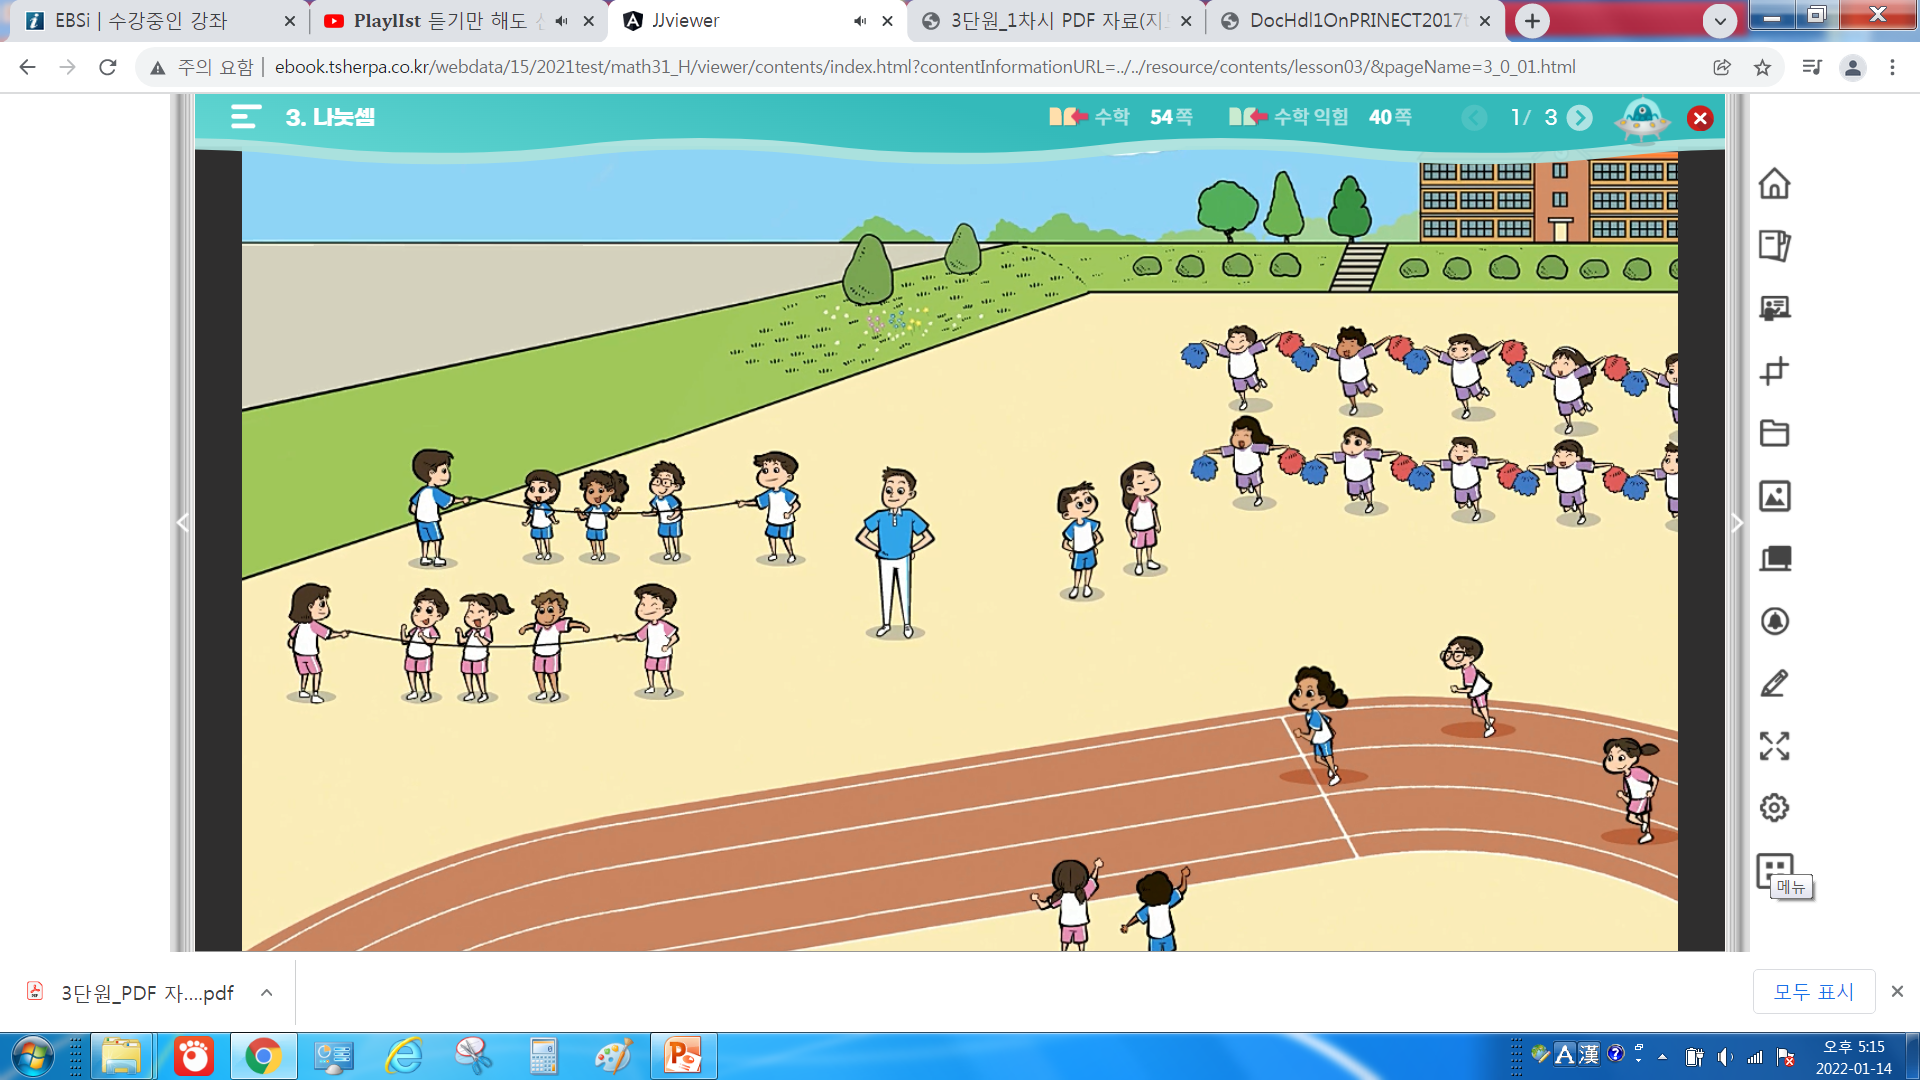 EBSi | 수강중인 강좌
PlaylIst 듣기만 해도
JJviewer
3단원_1차시 PDF 자료(지
DocHdl1OnPRINECT2017
주의 요함
ebook.tsherpa.co.kr/webdata/15/2021test/math31_H/viewer/contents/index.html?contentInformationURL=../../resource/contents/lesson03/&pageName=3_0_01.html
3. 나눗셈
수학 54쪽
수학 익힘 40쪽
1/ 3
메뉴
3단원_PDF 자....pdf
모두 표시
A 漢
오후 5:15
2022-01-14